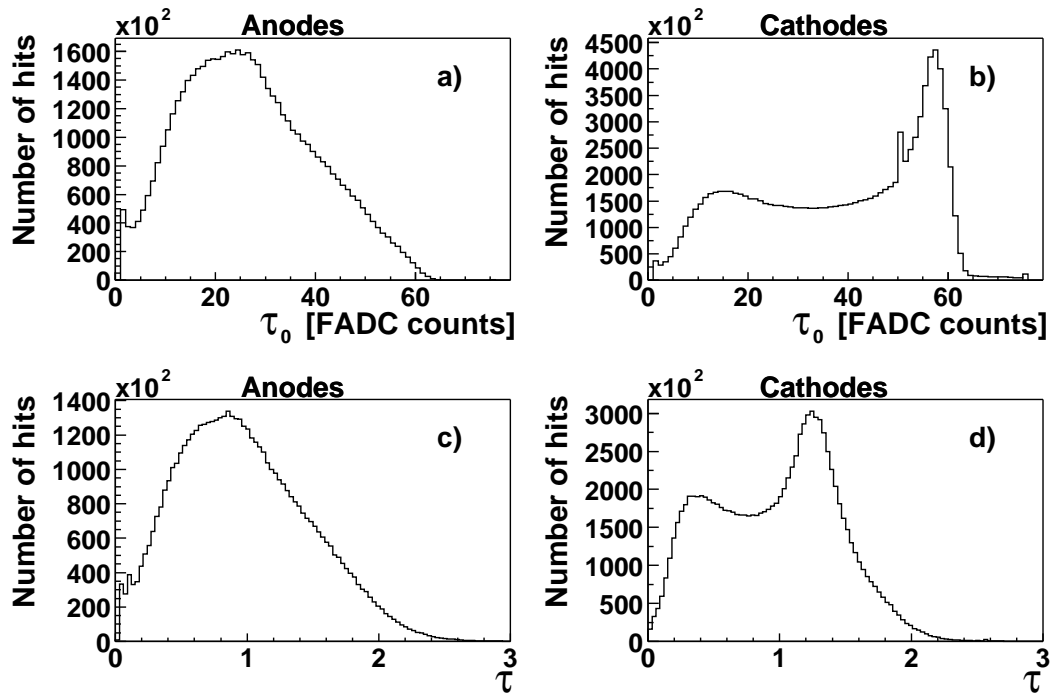 x10² Anodes
Number of hits
1600
1400
1200
1000
800
600
400
200
0
a)
0 20 40 60
τ₀ [FADC counts]
x10² Cathodes
Number of hits
4500
4000
3500
3000
2500
2000
1500
1000
500
0
b)
0 20 40 60
τ₀ [FADC counts]
x10² Anodes
Number of hits
1400
1200
1000
800
600
400
200
0
c)
0 1 2 3
τ
x10² Cathodes
Number of hits
3000
2500
2000
1500
1000
500
0
d)
0 1 2 3
τ